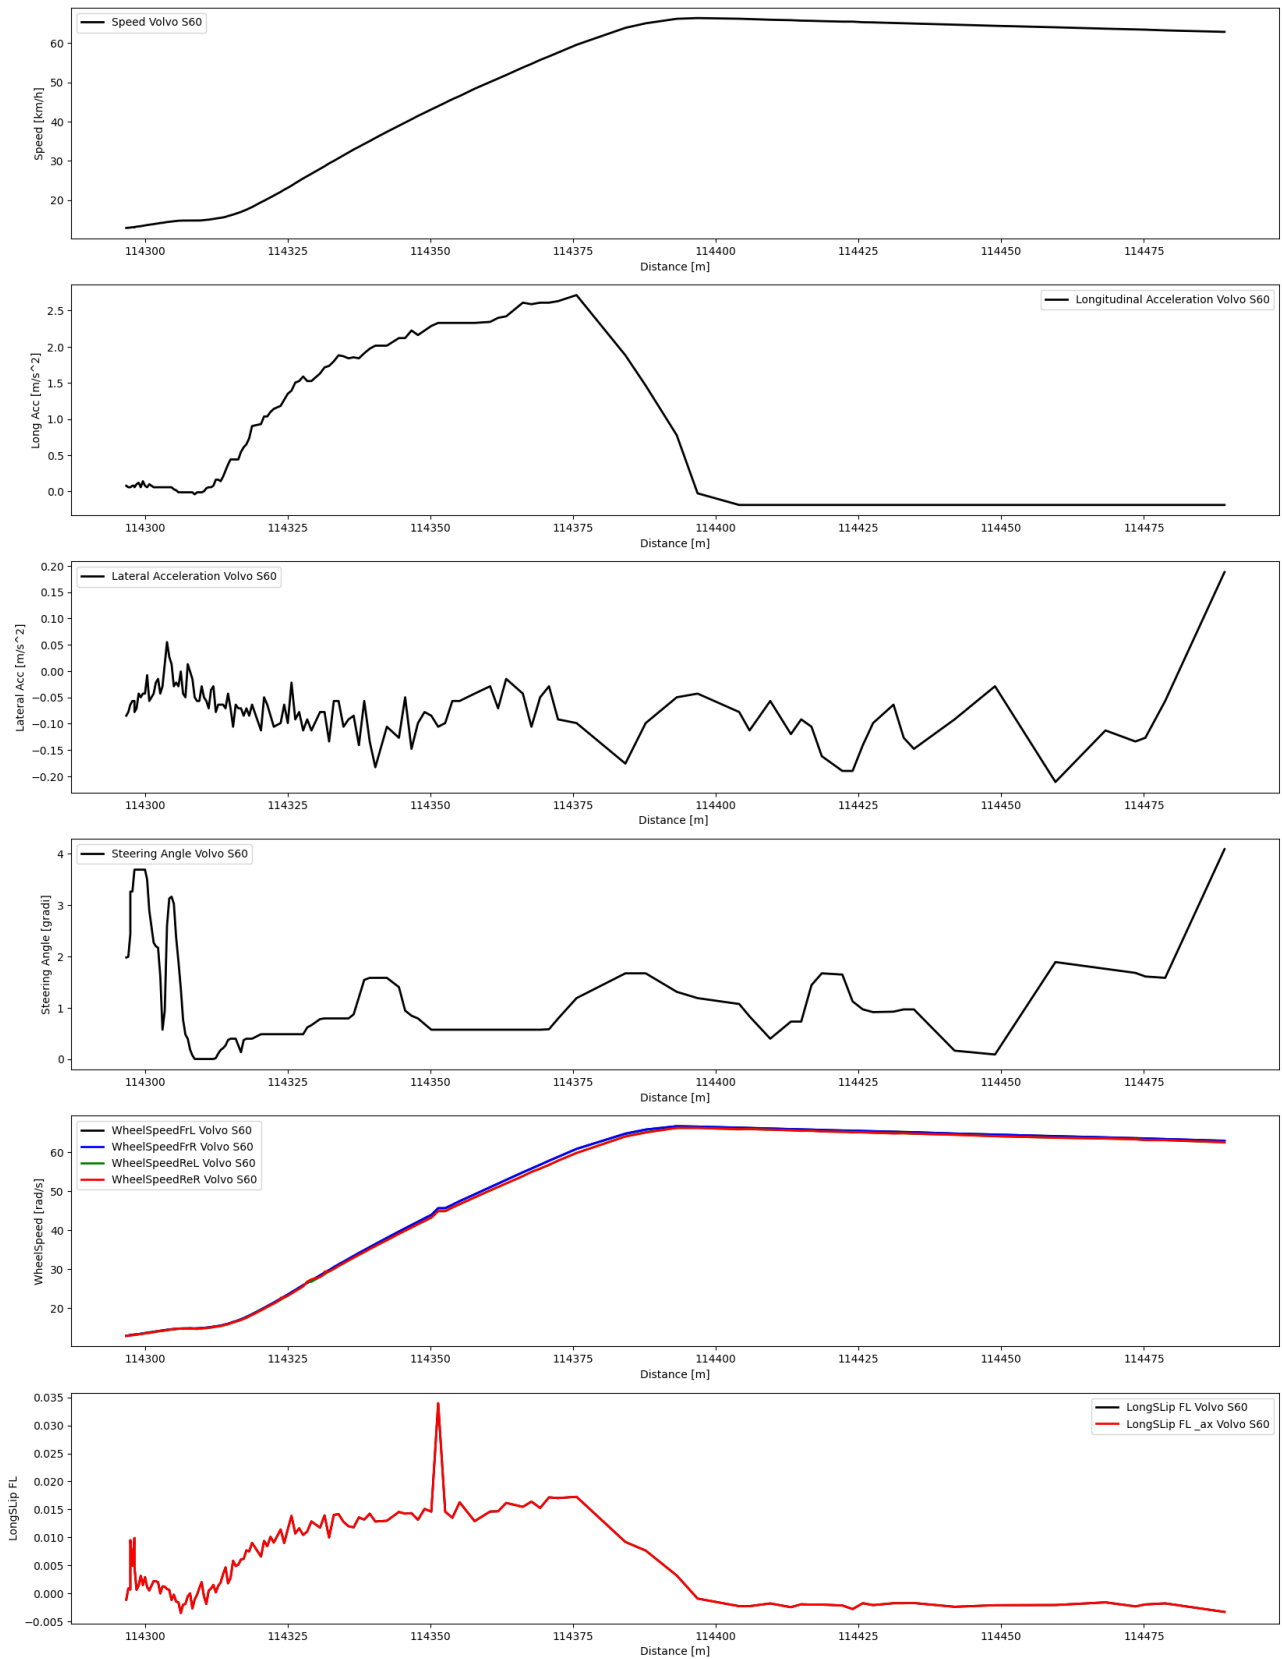 Speed Volvo S60
Speed [km/h]
60
50
40
30
20
114300 114325 114350 114375 114400 114425 114450 114475
Distance [m]
Longitudinal Acceleration Volvo S60
Long Acc [m/s^2]
2.5
2.0
1.5
1.0
0.5
0.0
114300 114325 114350 114375 114400 114425 114450 114475
Distance [m]
Lateral Acceleration Volvo S60
Lateral Acc [m/s^2]
0.20
0.15
0.10
0.05
0.00
−0.05
−0.10
−0.15
−0.20
114300 114325 114350 114375 114400 114425 114450 114475
Distance [m]
Steering Angle Volvo S60
Steering Angle [gradi]
4
3
2
1
0
114300 114325 114350 114375 114400 114425 114450 114475
Distance [m]
WheelSpeedFrL Volvo S60
WheelSpeedFrR Volvo S60
WheelSpeedReL Volvo S60
WheelSpeedReR Volvo S60
WheelSpeed [rad/s]
60
50
40
30
20
114300 114325 114350 114375 114400 114425 114450 114475
Distance [m]
LongSLip FL Volvo S60
LongSLip FL _ax Volvo S60
LongSLip FL
0.035
0.030
0.025
0.020
0.015
0.010
0.005
0.000
−0.005
114300 114325 114350 114375 114400 114425 114450 114475
Distance [m]